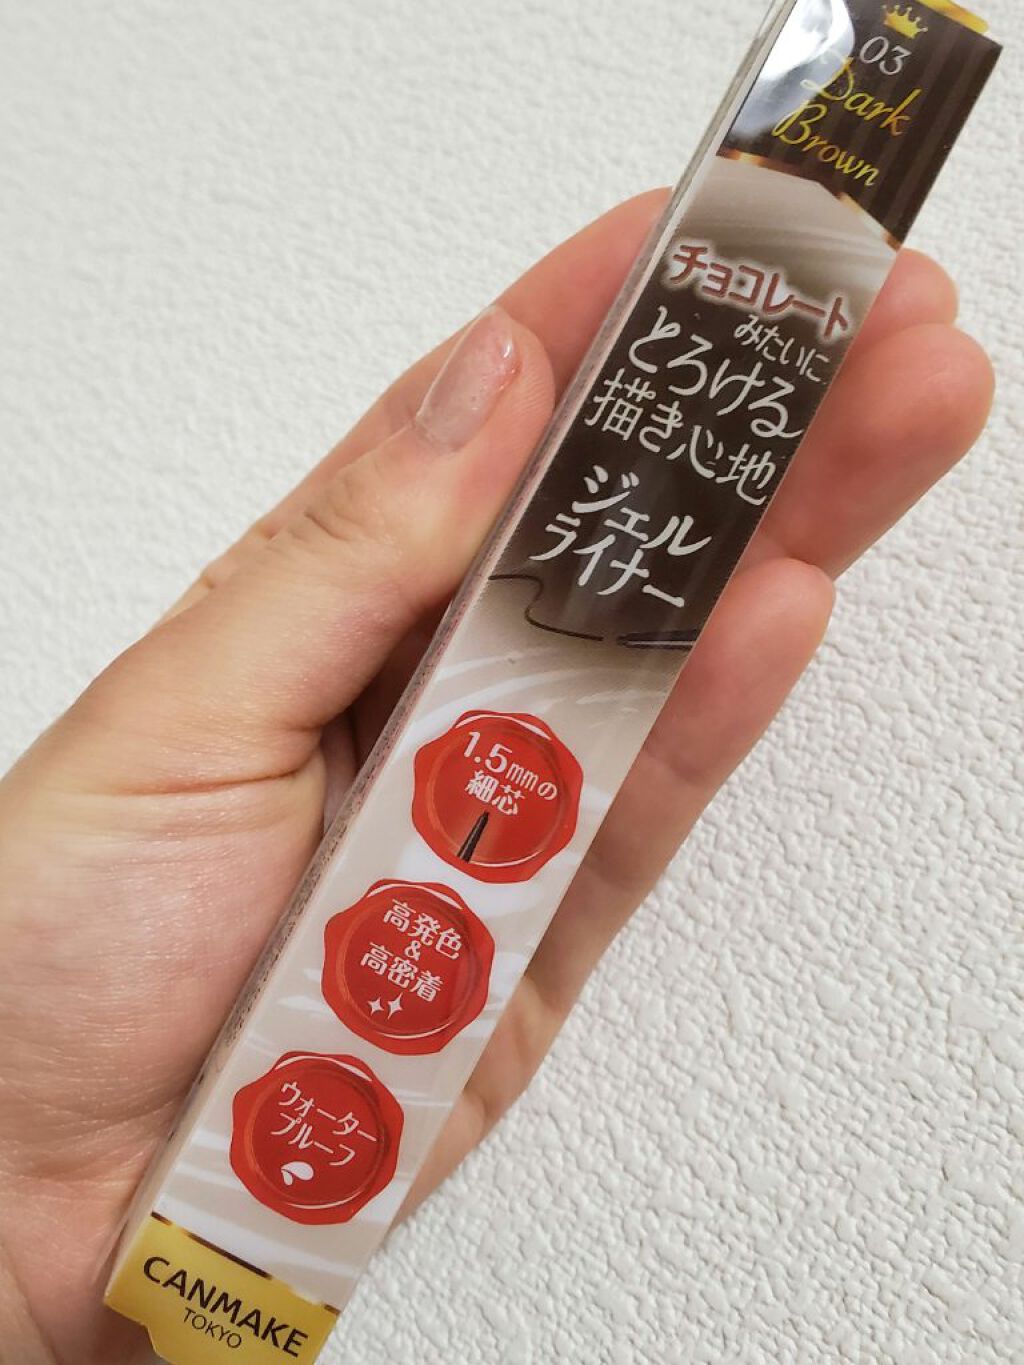 03
Dark
Brown
チョコレート
みたいに
とろける
描き心地
ジェル
ライナー
1.5mmの
細芯
高発色
&
高密着
ウォーター
プルーフ
CANMAKE
TOKYO